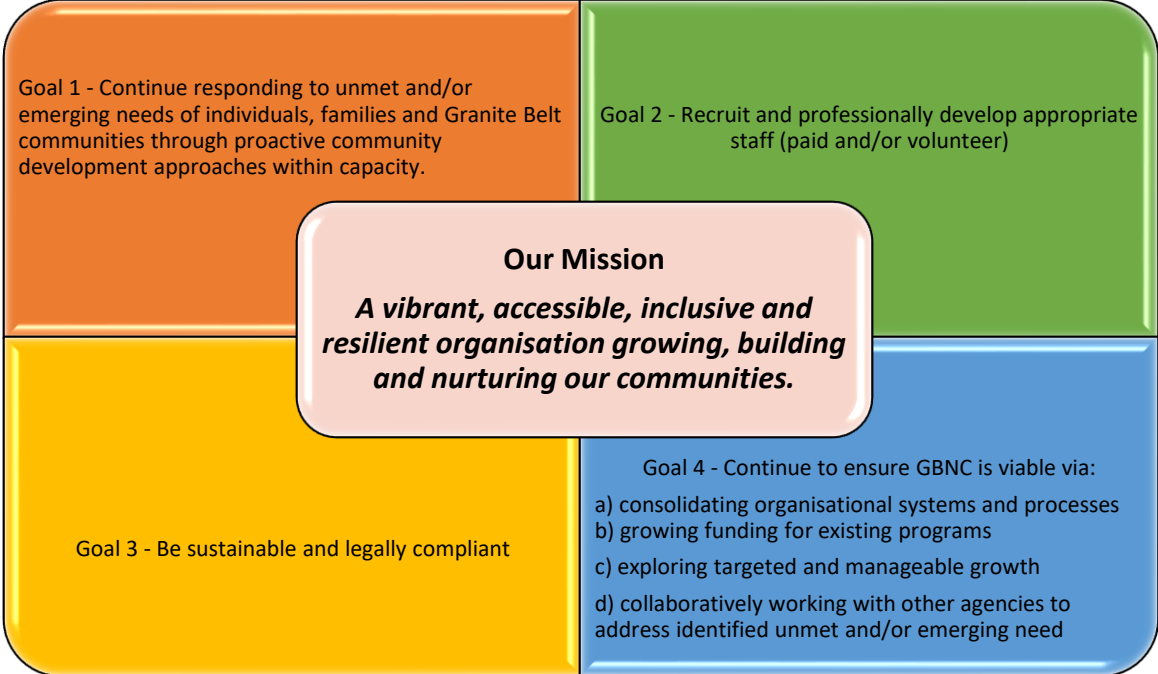 Goal 1 - Continue responding to unmet and/or
emerging needs of individuals, families and Granite Belt
communities through proactive community
development approaches within capacity.
Goal 2 - Recruit and professionally develop appropriate
staff (paid and/or volunteer)
Our Mission
A vibrant, accessible, inclusive and
resilient organisation growing, building
and nurturing our communities.
Goal 3 - Be sustainable and legally compliant
Goal 4 - Continue to ensure GBNC is viable via:
a) consolidating organisational systems and processes
b) growing funding for existing programs
c) exploring targeted and manageable growth
d) collaboratively working with other agencies to
address identified unmet and/or emerging need